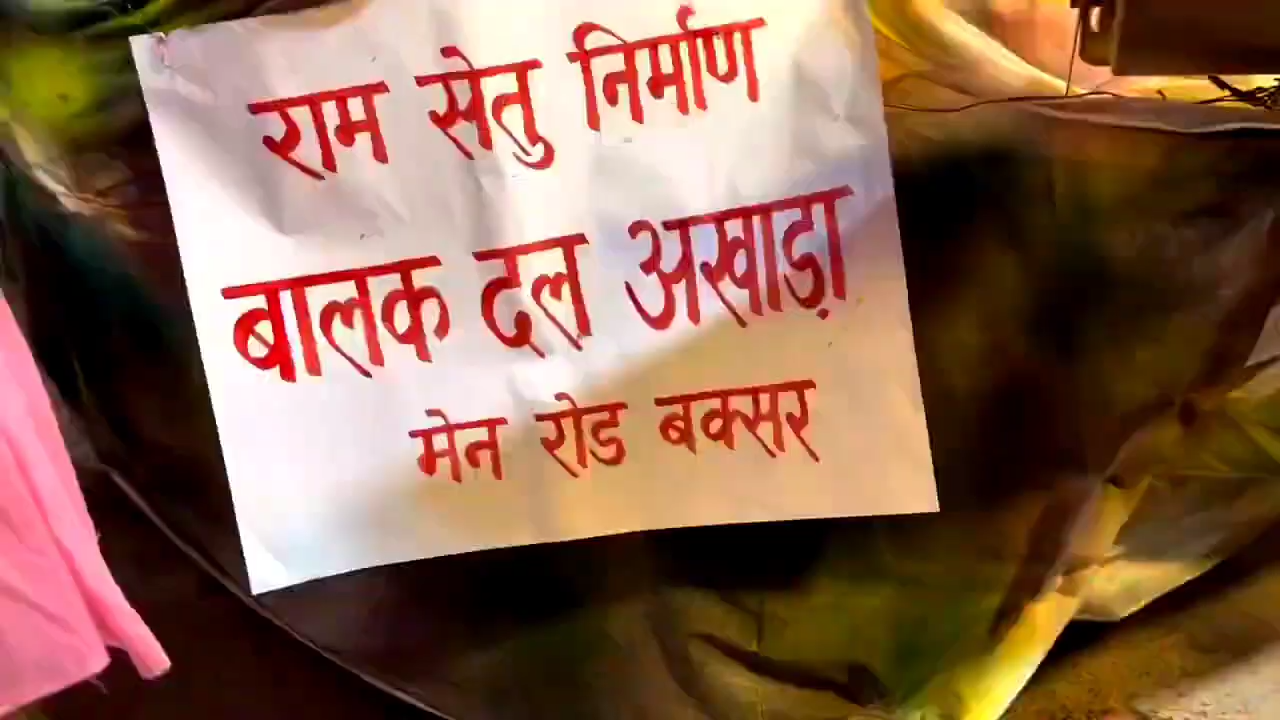 राम सेतु निर्माण
बालक दल अखाड़ा
मेन रोड बक्सर